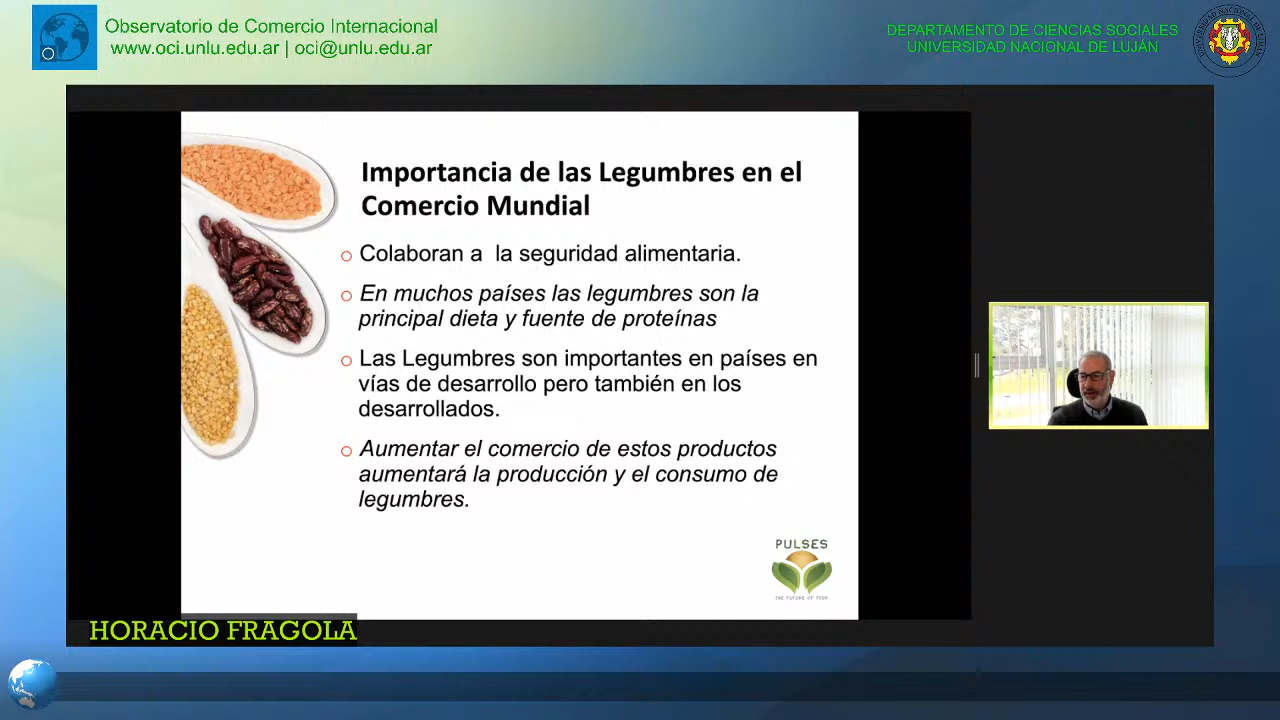 Observatorio de Comercio Internacional
www.oci.unlu.edu.ar | oci@unlu.edu.ar
DEPARTAMENTO DE CIENCIAS SOCIALES
UNIVERSIDAD NACIONAL DE LUJÁN
Importancia de las Legumbres en el
Comercio Mundial
Colaboran a la seguridad alimentaria.
En muchos países las legumbres son la
principal dieta y fuente de proteínas
Las Legumbres son importantes en países en
vías de desarrollo pero también en los
desarrollados.
Aumentar el comercio de estos productos
aumentará la producción y el consumo de
legumbres.
PULSES
THE FUTURE OF FOOD
HORACIO FRAGOLA